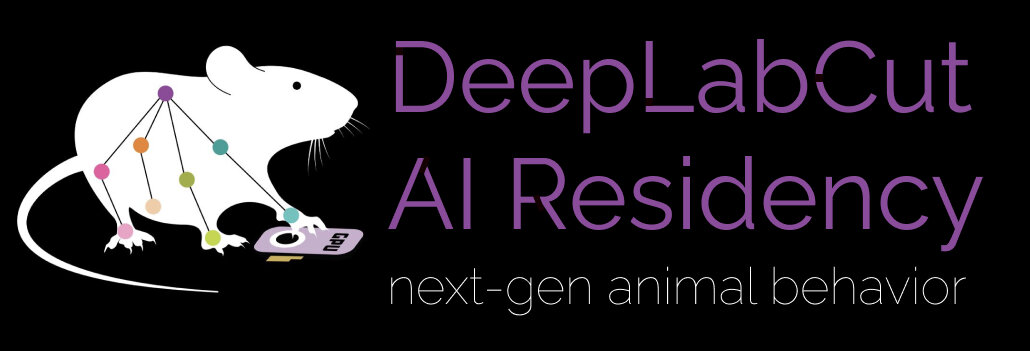 DeepLabCut
AI Residency
next-gen animal behavior
GPU